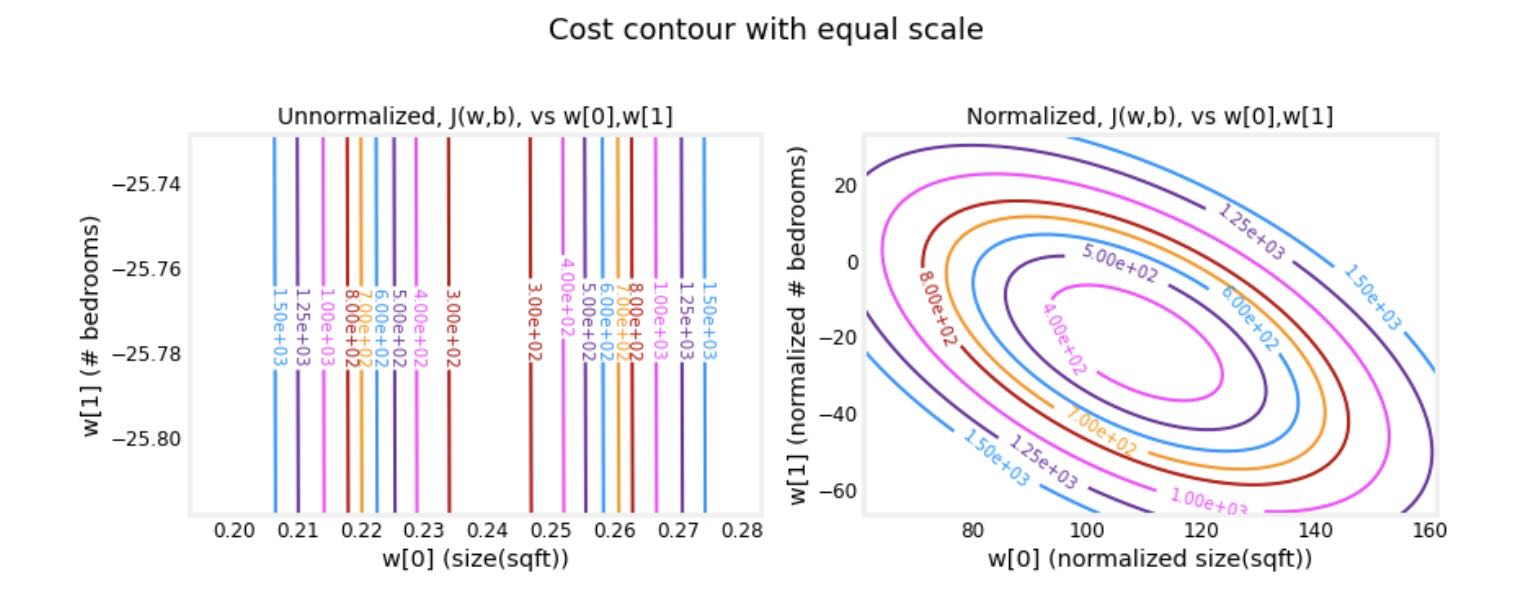 Cost contour with equal scale
Unnormalized, J(w,b), vs w[0],w[1]
w[1] (# bedrooms)
−25.74
−25.76
−25.78
−25.80
1.50e+03
1.25e+03
1.00e+03
8.00e+02
7.00e+02
6.00e+02
5.00e+02
4.00e+02
3.00e+02
3.00e+02
4.00e+02
5.00e+02
6.00e+02
7.00e+02
8.00e+02
1.00e+03
1.25e+03
1.50e+03
0.20 0.21 0.22 0.23 0.24 0.25 0.26 0.27 0.28
w[0] (size(sqft))
Normalized, J(w,b), vs w[0],w[1]
w[1] (normalized # bedrooms)
20
0
−20
−40
−60
1.25e+03
5.00e+02
1.50e+03
8.00e+02
6.00e+02
4.00e+02
7.00e+02
1.50e+03
1.25e+03
1.00e+03
80 100 120 140 160
w[0] (normalized size(sqft))